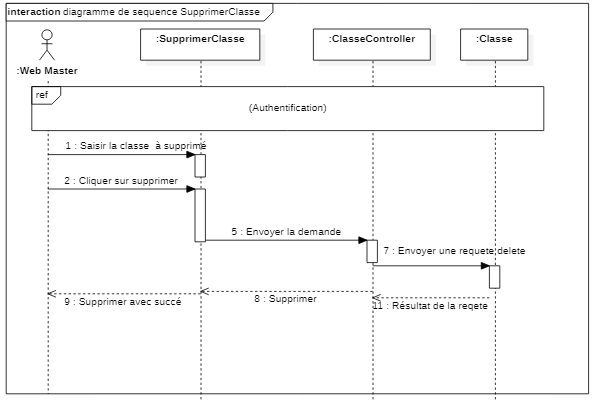 interaction diagramme de sequence SupprimerClasse
:Web Master
:SupprimerClasse
:ClasseController
:Classe
ref
(Authentification)
1 : Saisir la classe à supprimé
2 : Cliquer sur supprimer
5 : Envoyer la demande
7 : Envoyer une requete delete
9 : Supprimer avec succé
8 : Supprimer
11 : Résultat de la reqete